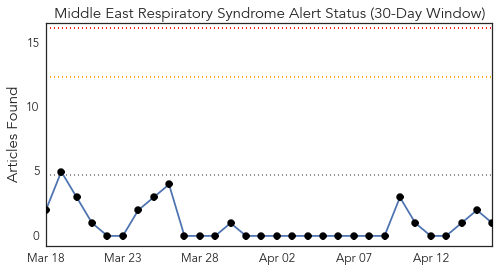 Middle East Respiratory Syndrome Alert Status (30-Day Window)
Articles Found
15
10
5
0
Mar 18 Mar 23 Mar 28 Apr 02 Apr 07 Apr 12